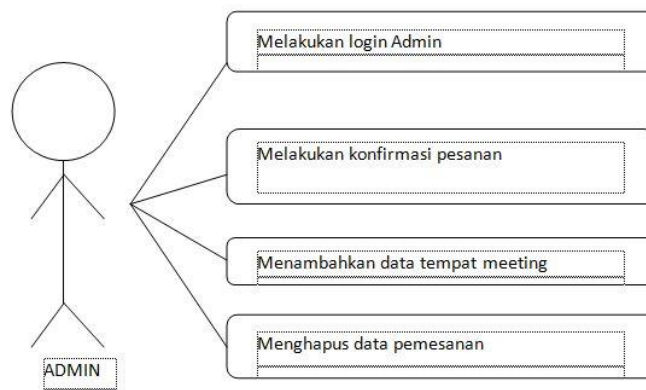 Melakukan login Admin
Melakukan konfirmasi pesanan
Menambahkan data tempat meeting
Menghapus data pemesanan
ADMIN